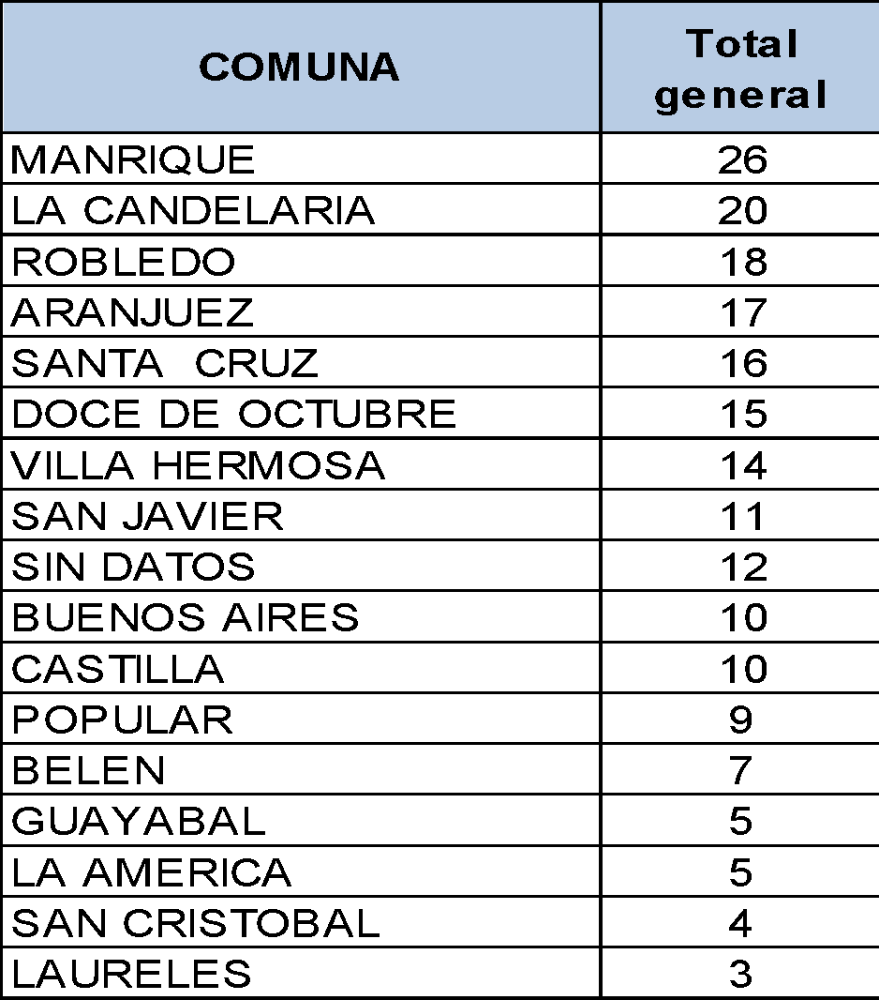 COMUNA Total general
MANRIQUE 26
LA CANDELARIA 20
ROBLEDO 18
ARANJUEZ 17
SANTA CRUZ 16
DOCE DE OCTUBRE 15
VILLA HERMOSA 14
SAN JAVIER 11
SIN DATOS 12
BUENOS AIRES 10
CASTILLA 10
POPULAR 9
BELEN 7
GUAYABAL 5
LA AMERICA 5
SAN CRISTOBAL 4
LAURELES 3